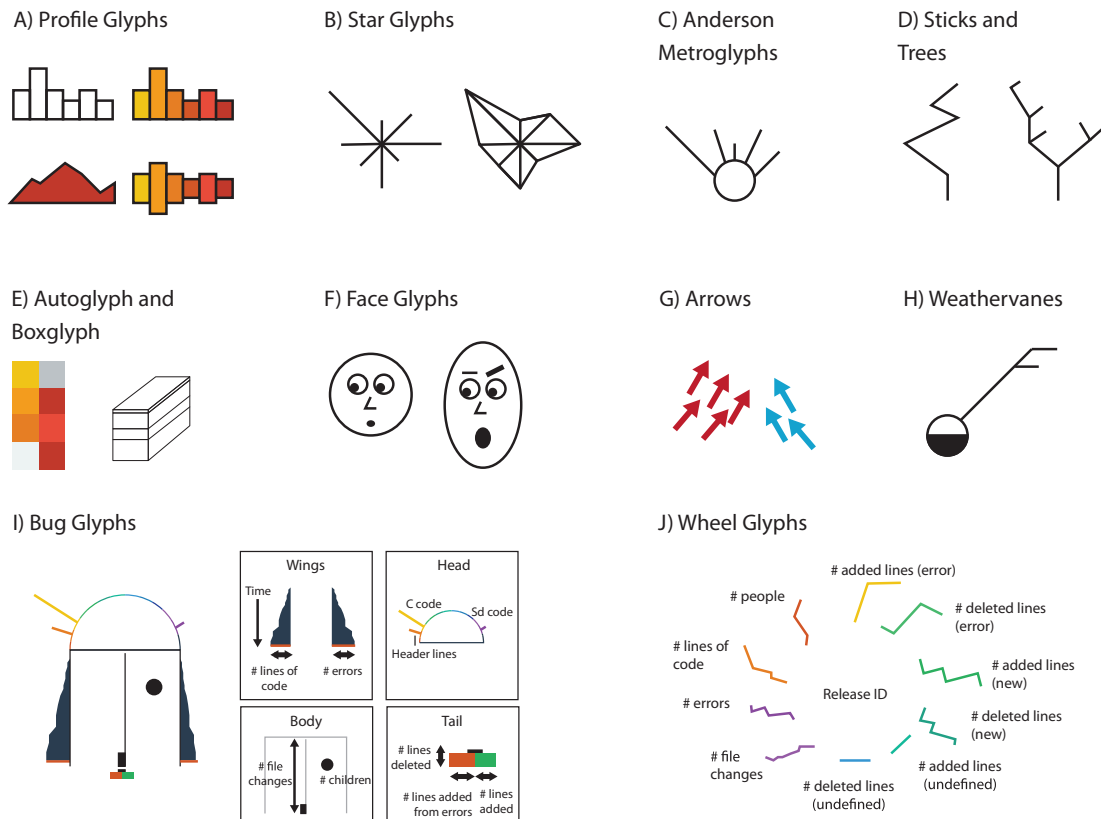 A) Profile Glyphs
B) Star Glyphs
C) Anderson
Metroglyphs
D) Sticks and
Trees
E) Autoglyph and
Boxglyph
F) Face Glyphs
G) Arrows
H) Weathervanes
I) Bug Glyphs
Wings
Time
# lines of
code
# errors
Head
C code
Sd code
Header lines
Body
# file
changes
# children
Tail
# lines
deleted
# lines added
from errors
# lines
added
J) Wheel Glyphs
# added lines (error)
# people
# deleted lines
(error)
# lines of
code
# added lines
(new)
Release ID
# errors
# deleted lines
(new)
# file
changes
# added lines
(undefined)
# deleted lines
(undefined)